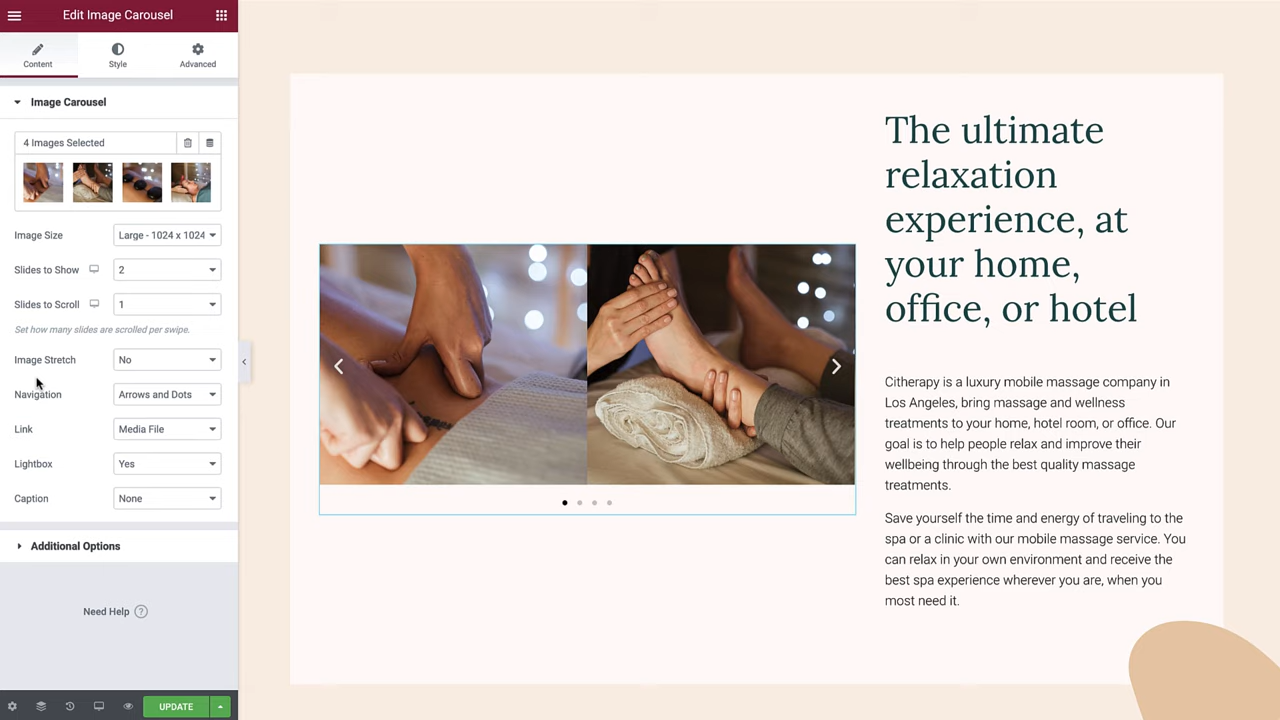 Edit Image Carousel
Content
Style
Advanced
Image Carousel
4 Images Selected
Image Size
Large - 1024 x 1024
Slides to Show
2
Slides to Scroll
1
Set how many slides are scrolled per swipe.
Image Stretch
No
Navigation
Arrows and Dots
Link
Media File
Lightbox
Yes
Caption
None
Additional Options
Need Help ?
UPDATE
The ultimate
relaxation
experience, at
your home,
office, or hotel
Citherapy is a luxury mobile massage company in
Los Angeles, bring massage and wellness
treatments to your home, hotel room, or office. Our
goal is to help people relax and improve their
wellbeing through the best quality massage
treatments.
Save yourself the time and energy of traveling to the
spa or a clinic with our mobile massage service. You
can relax in your own environment and receive the
best spa experience wherever you are, when you
most need it.